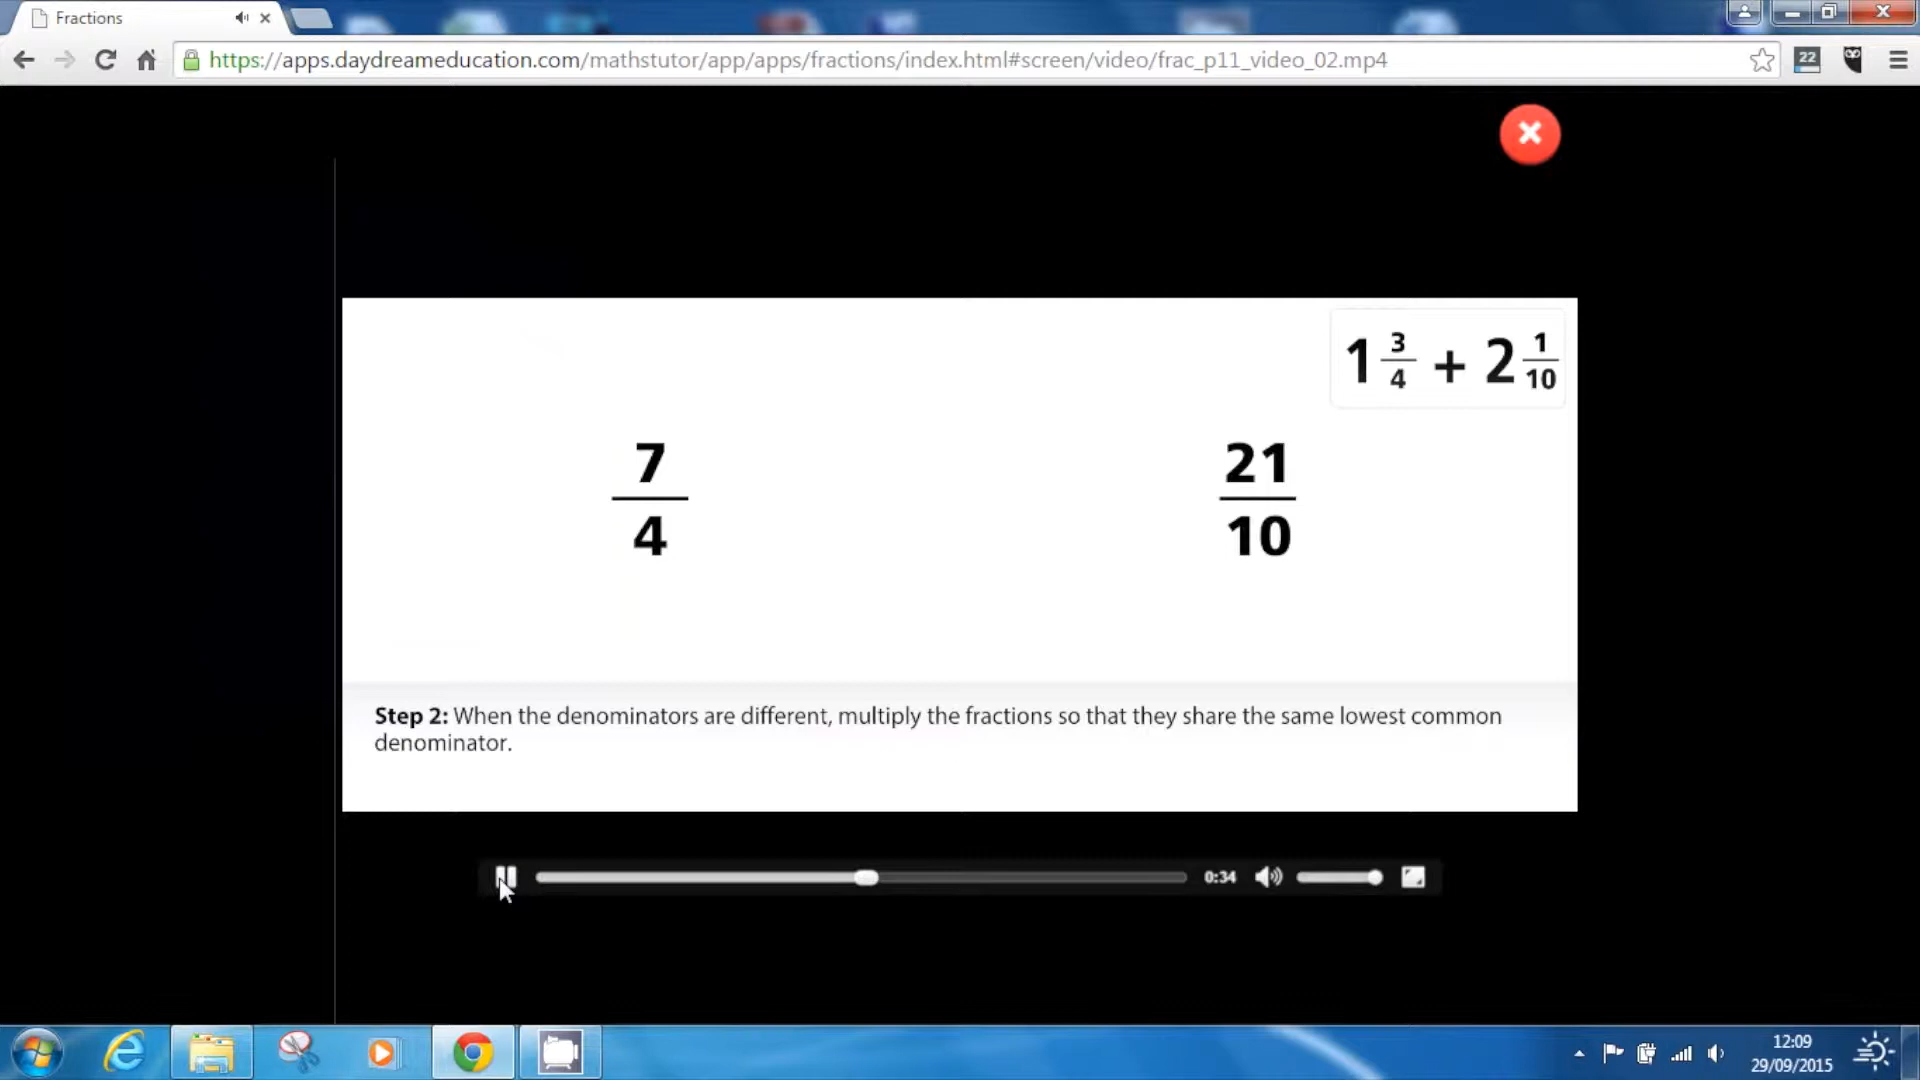 Fractions
https://apps.daydreameducation.com/mathstutor/app/apps/fractions/index.html#screen/video/frac_p11_video_02.mp4
22
1 3/4 + 2 1/10
7
4
21
10
Step 2: When the denominators are different, multiply the fractions so that they share the same lowest common
denominator.
0:34
12:09
29/09/2015